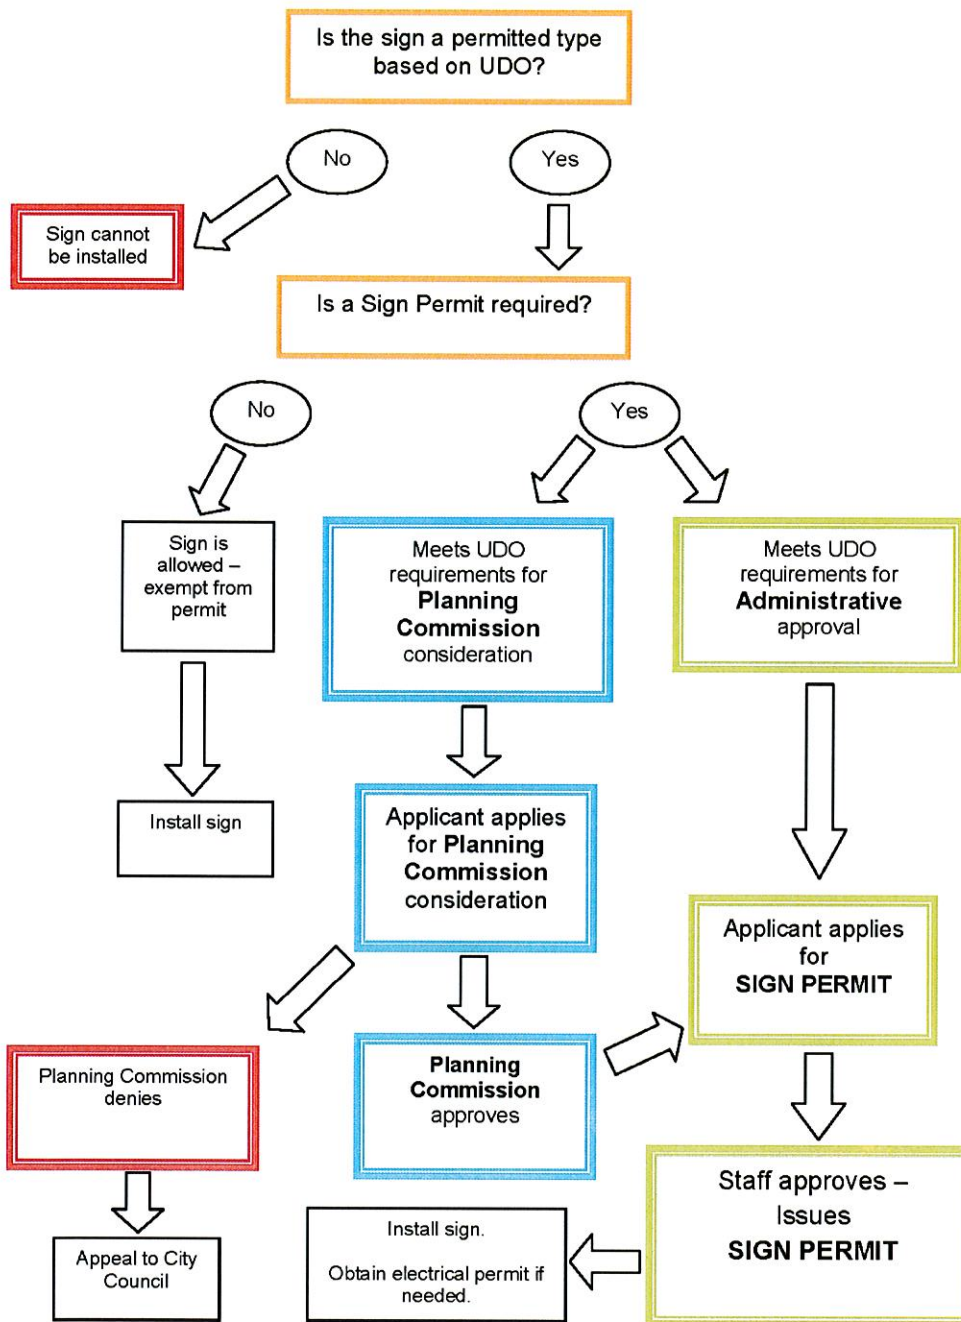 Is the sign a permitted type
based on UDO?
No
Yes
Sign cannot
be installed
Is a Sign Permit required?
No
Yes
Sign is
allowed –
exempt from
permit
Meets UDO
requirements for
Planning
Commission
consideration
Meets UDO
requirements for
Administrative
approval
Install sign
Applicant applies
for Planning
Commission
consideration
Applicant applies
for
SIGN PERMIT
Planning Commission
denies
Planning
Commission
approves
Staff approves –
Issues
SIGN PERMIT
Appeal to City
Council
Install sign.
Obtain electrical permit if
needed.